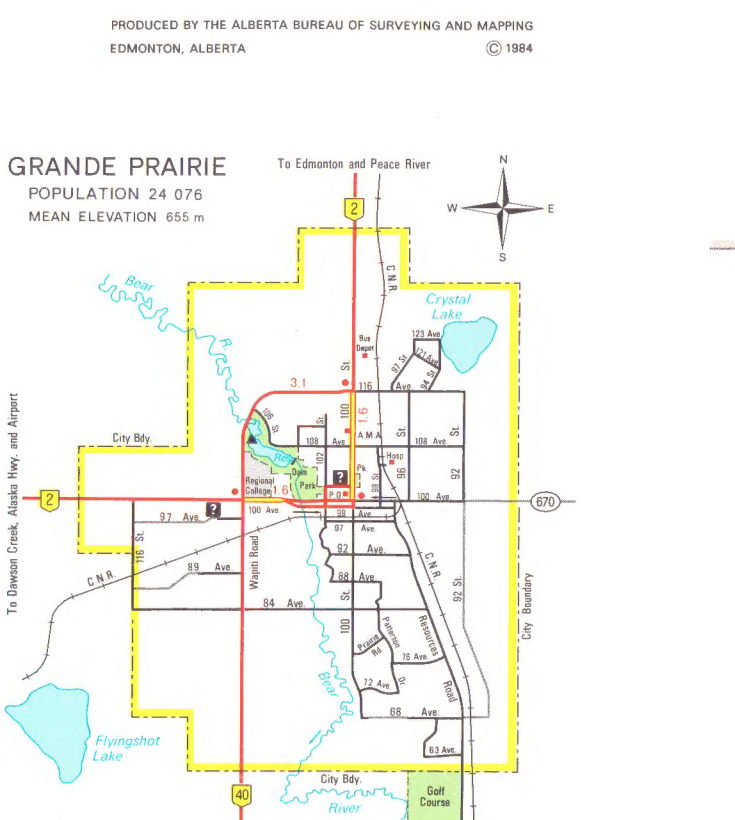 PRODUCED BY THE ALBERTA BUREAU OF SURVEYING AND MAPPING
EDMONTON, ALBERTA
© 1984
GRANDE PRAIRIE
POPULATION 24 076
MEAN ELEVATION 655 m
To Edmonton and Peace River
N
W
E
S
2
C.N.R.
Bear
R.
Crystal
Lake
Bus
Depot
123 Ave
121 Ave
97 St
94 St
3.1
St.
116
Ave.
106
St.
100
1.6
City Bdy.
St.
108
Ave.
A.M.A.
St.
108 Ave
107
Res
Hosp
96
92
Dam
Park
Regional
College
1.6
?
Pk.
P O
98 St
100 Ave.
To Dawson Creek, Alaska Hwy. and Airport
2
670
97 Ave.
?
100 Ave
99 Ave
97 Ave.
116 St.
92 Ave.
C.N.R.
89 Ave.
Wapiti Road
88 Ave.
C.N.R.
92 St.
City Boundary
84 Ave.
St.
100
Prairie
Rd
Patterson
Dr
Resources
Road
76 Ave.
Bear
72 Ave
68 Ave.
Flyingshot
Lake
63 Ave.
City Bdy.
40
River
Golf
Course